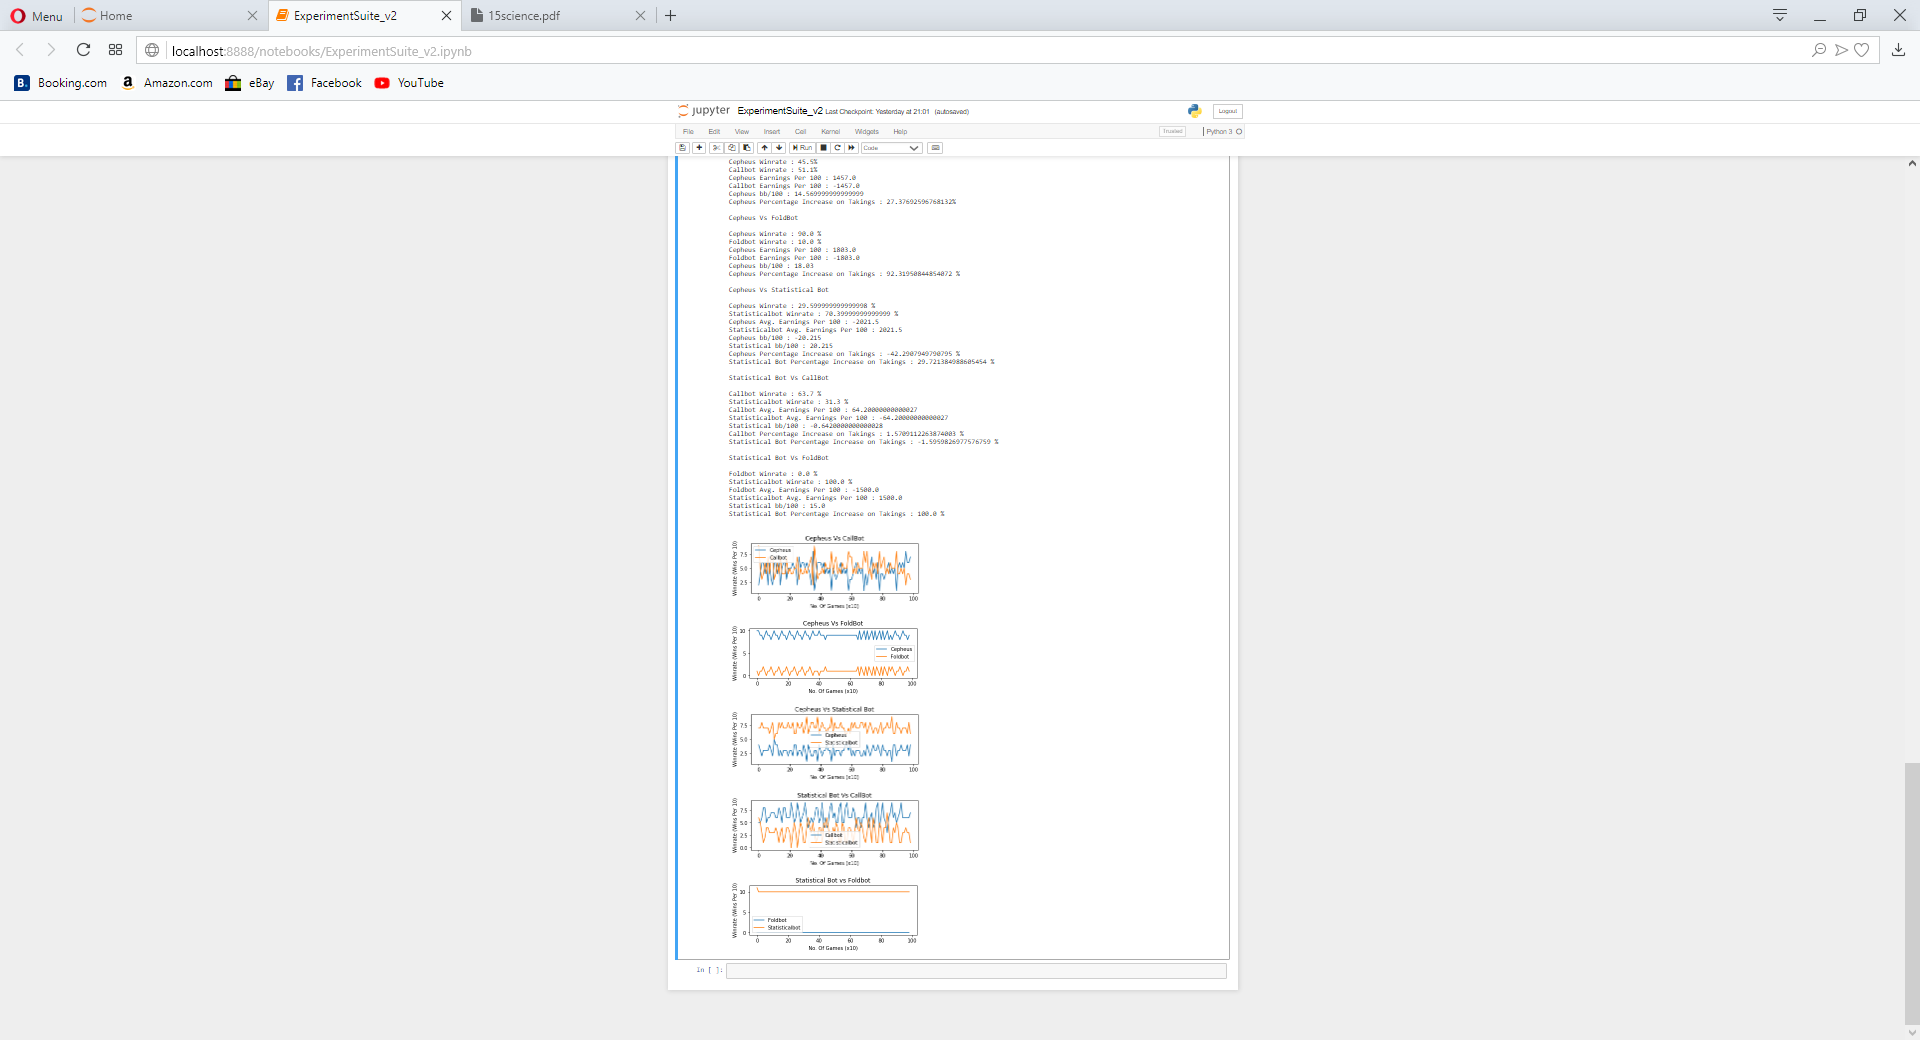 Menu
Home
ExperimentSuite_v2
15science.pdf
localhost:8888/notebooks/ExperimentSuite_v2.ipynb
B. Booking.com
a Amazon.com
eBay
Facebook
YouTube
jupyter ExperimentSuite_v2 Last Checkpoint: Yesterday at 21:01 (autosaved)
Logout
File Edit View Insert Cell Kernel Widgets Help
Trusted
Python 3
Run
Code
Cepheus Winrate : 45.5%
Callbot Winrate : 51.1%
Cepheus Earnings Per 100 : 1457.0
Callbot Earnings Per 100 : -1457.0
Cepheus bb/100 : 14.569999999999999
Cepheus Percentage Increase on Takings : 27.37692596768132%
Cepheus Vs FoldBot
Cepheus Winrate : 90.0 %
Foldbot Winrate : 10.0 %
Cepheus Earnings Per 100 : 1803.0
Foldbot Earnings Per 100 : -1803.0
Cepheus bb/100 : 18.03
Cepheus Percentage Increase on Takings : 92.31950844854072 %
Cepheus Vs Statistical Bot
Cepheus Winrate : 29.599999999999998 %
Statisticalbot Winrate : 70.39999999999999 %
Cepheus Avg. Earnings Per 100 : -2021.5
Statisticalbot Avg. Earnings Per 100 : 2021.5
Cepheus bb/100 : -20.215
Statistical bb/100 : 20.215
Cepheus Percentage Increase on Takings : -42.2907949790795 %
Statistical Bot Percentage Increase on Takings : 29.721384988605454 %
Statistical Bot Vs CallBot
Callbot Winrate : 63.7 %
Statisticalbot Winrate : 31.3 %
Callbot Avg. Earnings Per 100 : 64.20000000000027
Statisticalbot Avg. Earnings Per 100 : -64.20000000000027
Statistical bb/100 : -0.6420000000000028
Callbot Percentage Increase on Takings : 1.5709112263874003 %
Statistical Bot Percentage Increase on Takings : -1.5959826977576759 %
Statistical Bot Vs FoldBot
Foldbot Winrate : 0.0 %
Statisticalbot Winrate : 100.0 %
Foldbot Avg. Earnings Per 100 : -1500.0
Statisticalbot Avg. Earnings Per 100 : 1500.0
Statistical bb/100 : 15.0
Statistical Bot Percentage Increase on Takings : 100.0 %
Cepheus Vs CallBot
Winrate (Wins Per 10)
7.5
5.0
2.5
Cepheus
Callbot
0 20 40 60 80 100
No. Of Games (x10)
Cepheus Vs FoldBot
Winrate (Wins Per 10)
10
5
0
Cepheus
Foldbot
0 20 40 60 80 100
No. Of Games (x10)
Cepheus Vs Statistical Bot
Winrate (Wins Per 10)
7.5
5.0
2.5
Cepheus
Statisticalbot
0 20 40 60 80 100
No. Of Games (x10)
Statistical Bot Vs CallBot
Winrate (Wins Per 10)
7.5
5.0
2.5
0.0
Callbot
Statisticalbot
0 20 40 60 80 100
No. Of Games (x10)
Statistical Bot vs Foldbot
Winrate (Wins Per 10)
10
5
0
Foldbot
Statisticalbot
0 20 40 60 80 100
No. Of Games (x10)
In [ ]: